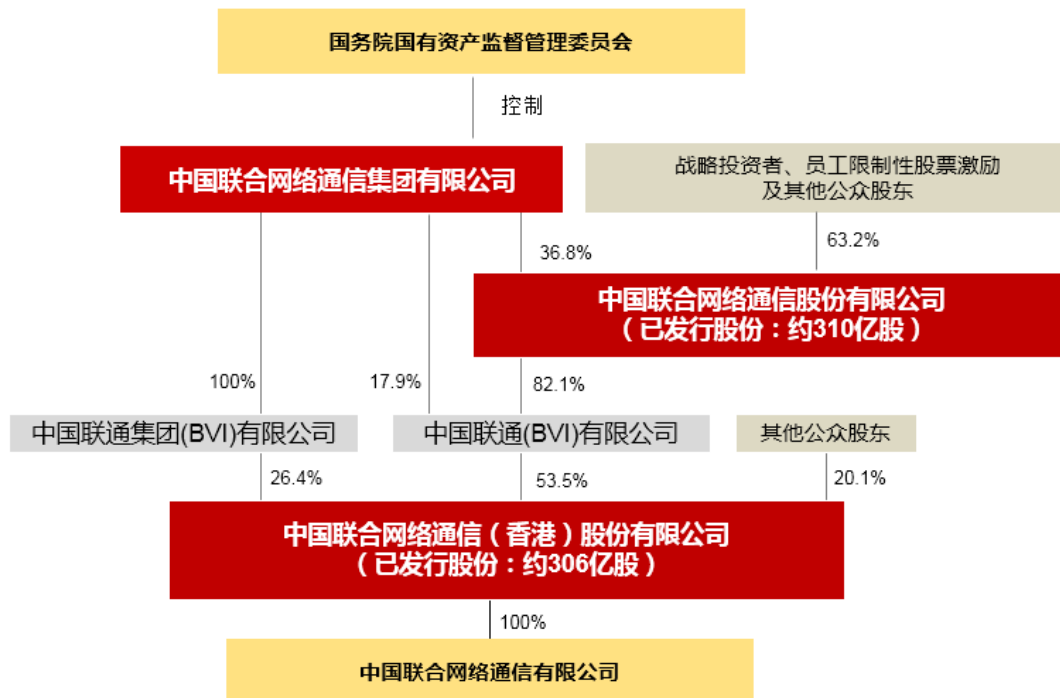 国务院国有资产监督管理委员会
控制
中国联合网络通信集团有限公司
战略投资者、员工限制性股票激励
及其他公众股东
36.8%
63.2%
中国联合网络通信股份有限公司
（已发行股份：约310亿股）
100%
17.9%
82.1%
中国联通集团(BVI)有限公司
中国联通(BVI)有限公司
其他公众股东
26.4%
53.5%
20.1%
中国联合网络通信（香港）股份有限公司
（已发行股份：约306亿股）
100%
中国联合网络通信有限公司